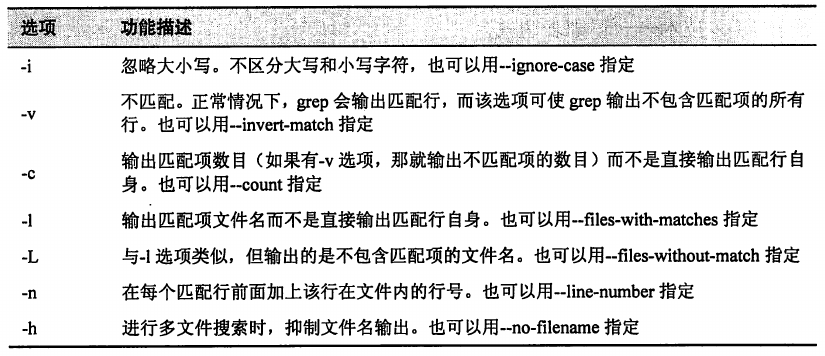 选项 功能描述
-i 忽略大小写。不区分大写和小写字符，也可以用--ignore-case 指定
不匹配。正常情况下，grep 会输出匹配行，而该选项可使 grep 输出不包含匹配项的所有
-v
行。也可以用--invert-match 指定
输出匹配项数目（如果有-v 选项，那就输出不匹配项的数目）而不是直接输出匹配行自
-c
身。也可以用--count 指定
-l 输出匹配项文件名而不是直接输出匹配行自身。也可以用--files-with-matches 指定
-L 与-l 选项类似，但输出的是不包含匹配项的文件名。也可以用--files-without-match 指定
-n 在每个匹配行前面加上该行在文件内的行号。也可以用--line-number 指定
-h 进行多文件搜索时，抑制文件名输出。也可以用--no-filename 指定